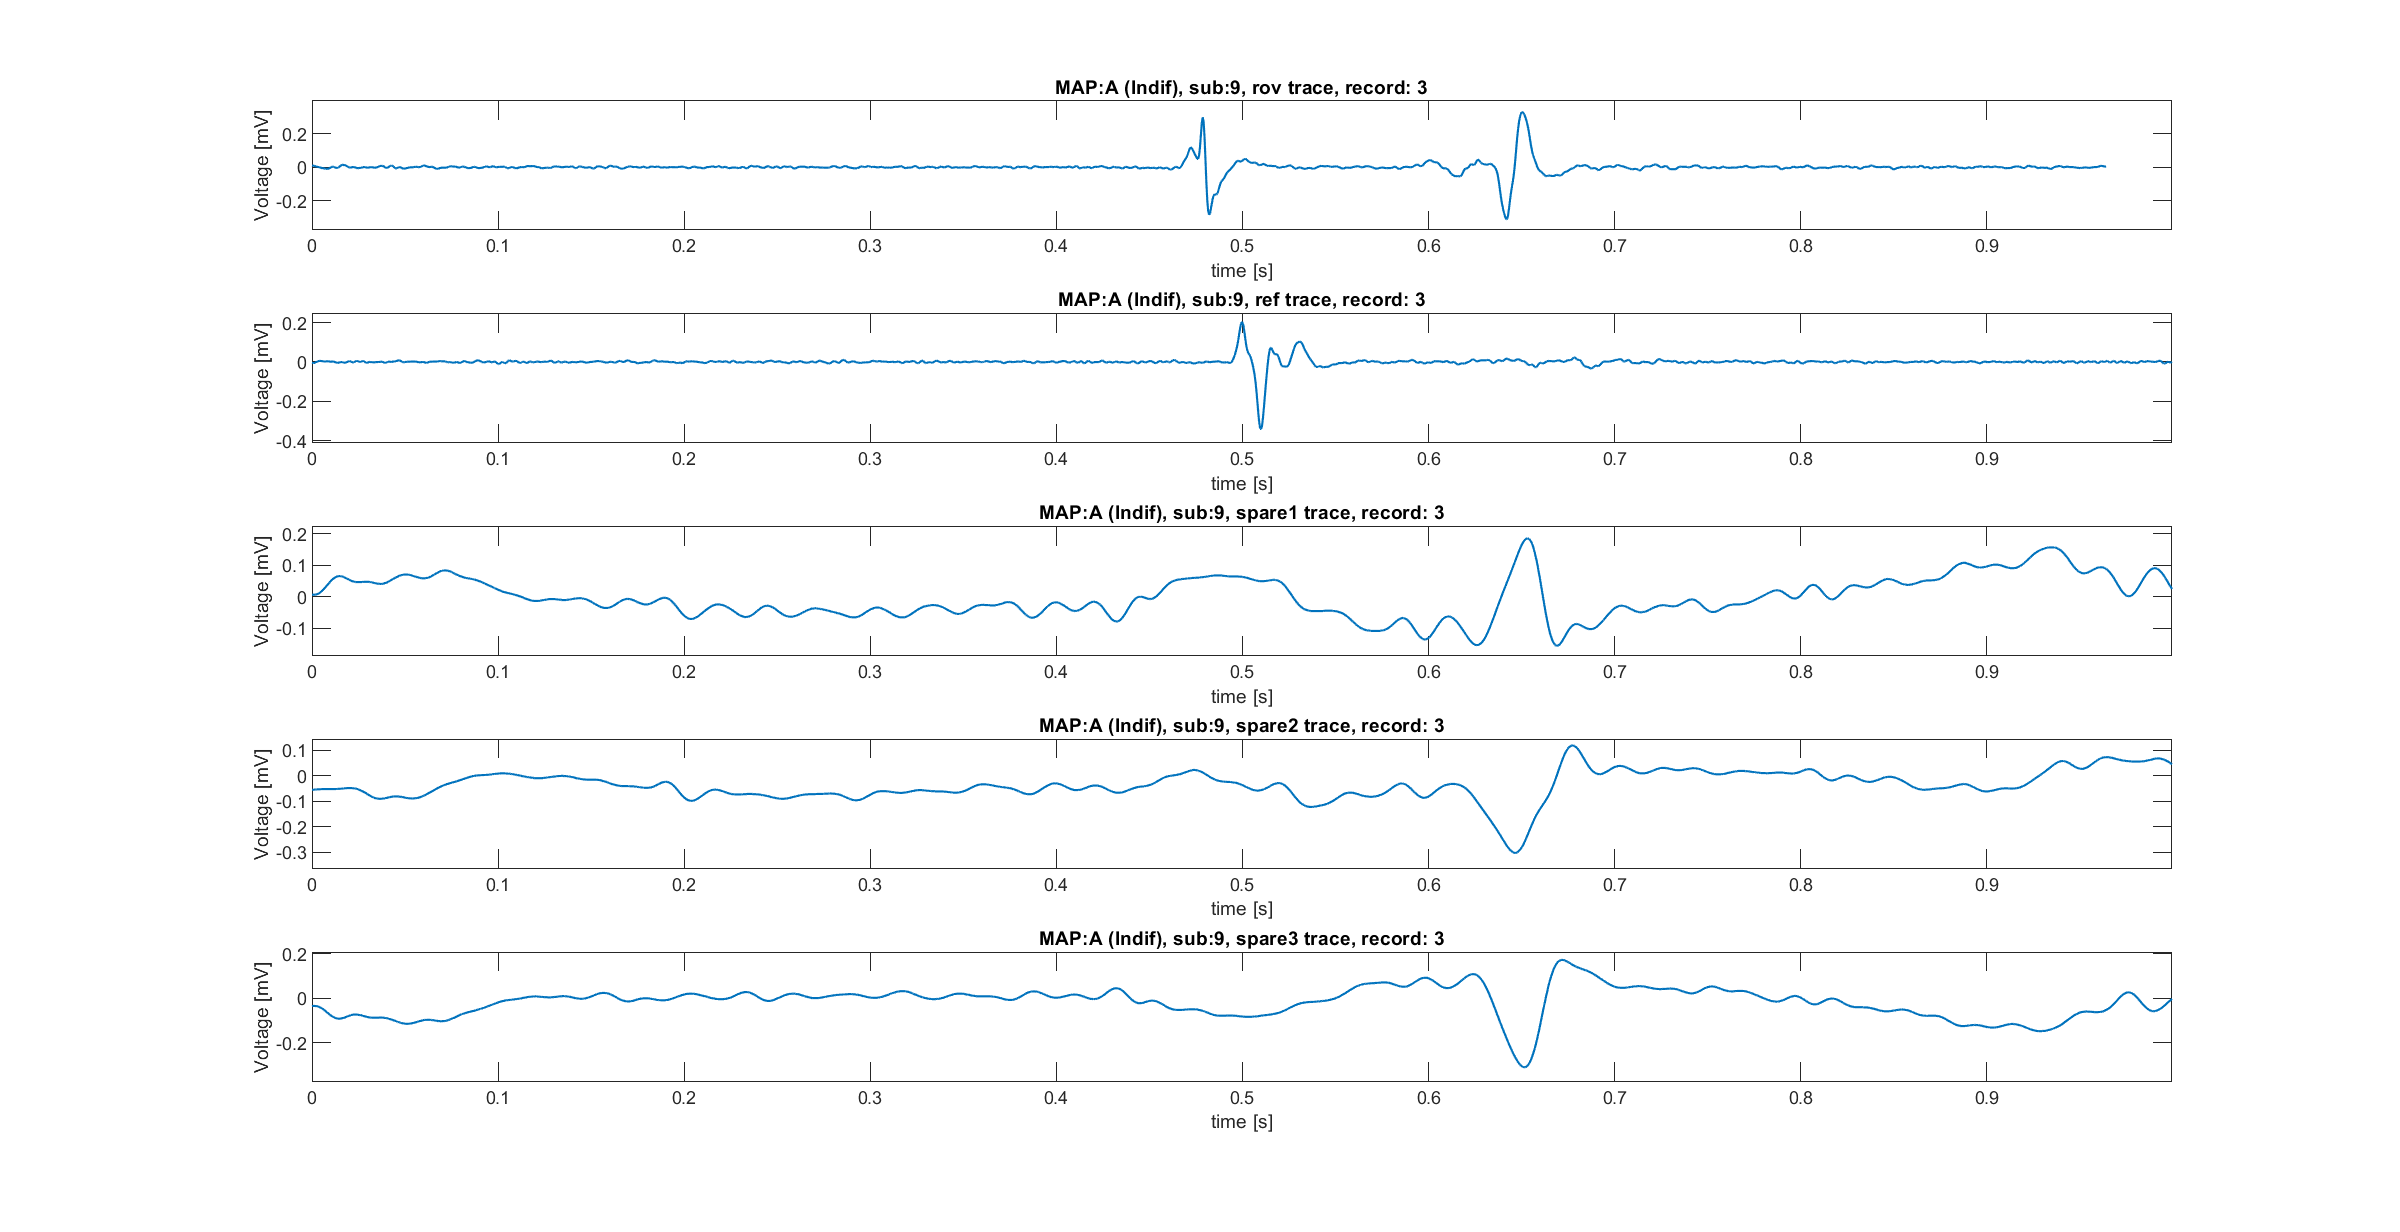 MAP:A (Indif), sub:9, rov trace, record: 3
Voltage [mV]
0.2
0
-0.2
0 0.1 0.2 0.3 0.4 0.5 0.6 0.7 0.8 0.9
time [s]
MAP:A (Indif), sub:9, ref trace, record: 3
Voltage [mV]
0.2
0
-0.2
-0.4
0 0.1 0.2 0.3 0.4 0.5 0.6 0.7 0.8 0.9
time [s]
MAP:A (Indif), sub:9, spare1 trace, record: 3
Voltage [mV]
0.2
0.1
0
-0.1
0 0.1 0.2 0.3 0.4 0.5 0.6 0.7 0.8 0.9
time [s]
MAP:A (Indif), sub:9, spare2 trace, record: 3
Voltage [mV]
0.1
0
-0.1
-0.2
-0.3
0 0.1 0.2 0.3 0.4 0.5 0.6 0.7 0.8 0.9
time [s]
MAP:A (Indif), sub:9, spare3 trace, record: 3
Voltage [mV]
0.2
0
-0.2
0 0.1 0.2 0.3 0.4 0.5 0.6 0.7 0.8 0.9
time [s]